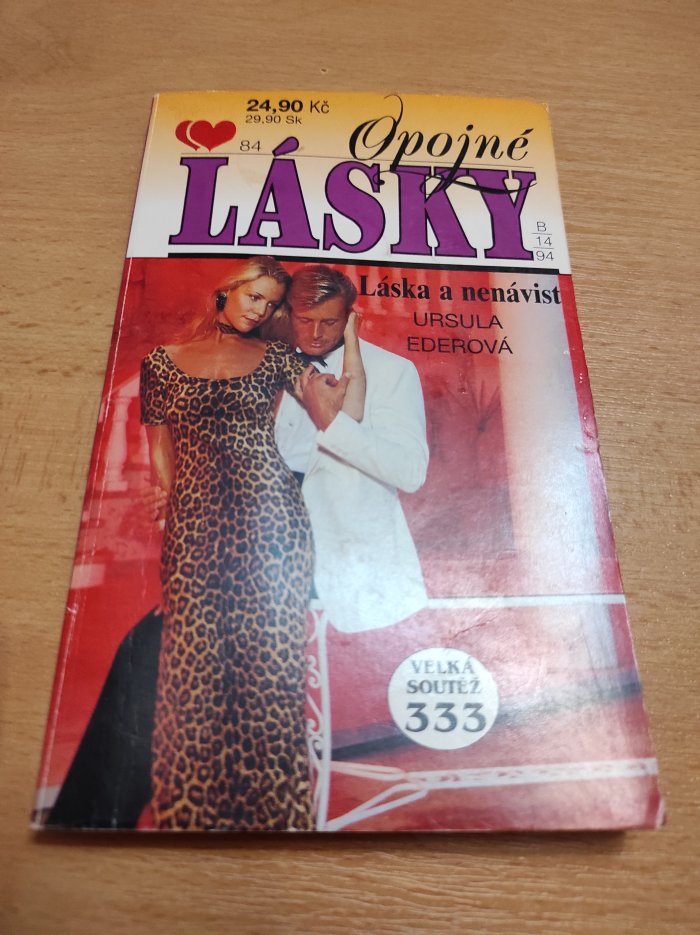 24,90 Kč
29,90 Sk
84
Opojné
LÁSKY
B
14
94
Láska a nenávist
URSULA
EDEROVÁ
VELKÁ
SOUTĚŽ
333